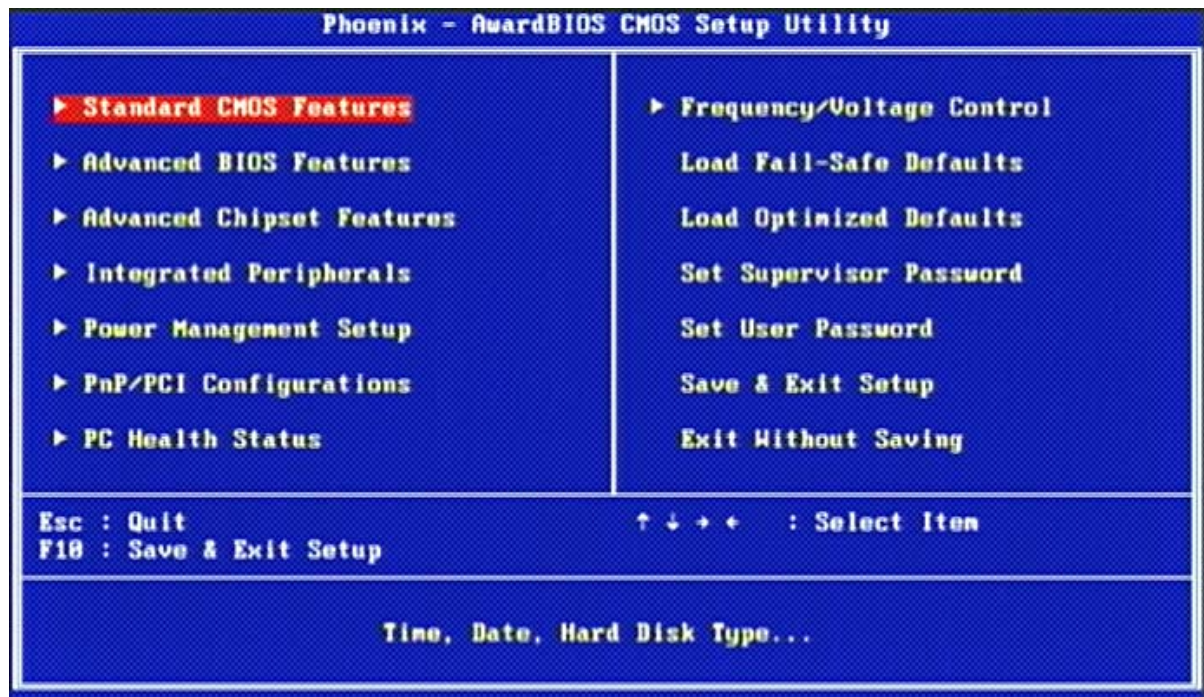 Phoenix - AwardBIOS CMOS Setup Utility
▶ Standard CMOS Features
▶ Advanced BIOS Features
▶ Advanced Chipset Features
▶ Integrated Peripherals
▶ Power Management Setup
▶ PnP/PCI Configurations
▶ PC Health Status
▶ Frequency/Voltage Control
Load Fail-Safe Defaults
Load Optimized Defaults
Set Supervisor Password
Set User Password
Save & Exit Setup
Exit Without Saving
Esc : Quit
F10 : Save & Exit Setup
↑ ↓ → ← : Select Item
Time, Date, Hard Disk Type...